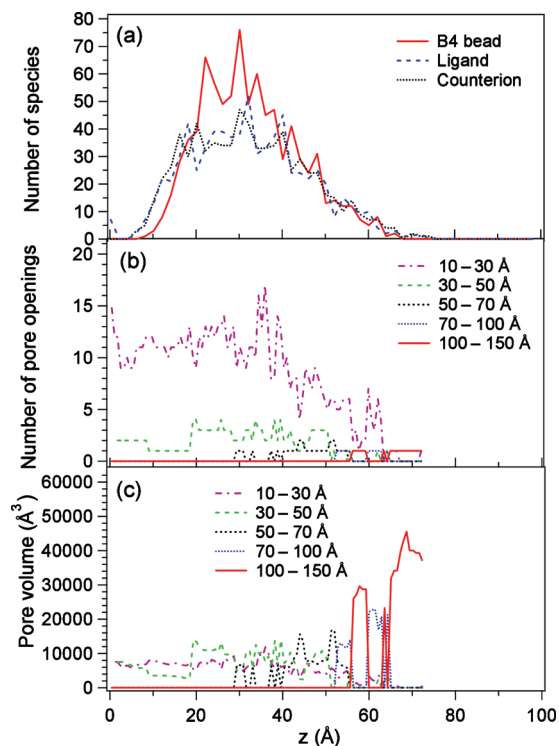 (a)
B4 bead
Ligand
Counterion
Number of species
80
70
60
50
40
30
20
10
0
(b)
10 – 30 Å
30 – 50 Å
50 – 70 Å
70 – 100 Å
100 – 150 Å
Number of pore openings
20
15
10
5
0
(c)
10 – 30 Å
30 – 50 Å
50 – 70 Å
70 – 100 Å
100 – 150 Å
Pore volume (Å³)
60000
50000
40000
30000
20000
10000
0
0 20 40 60 80 100
z (Å)